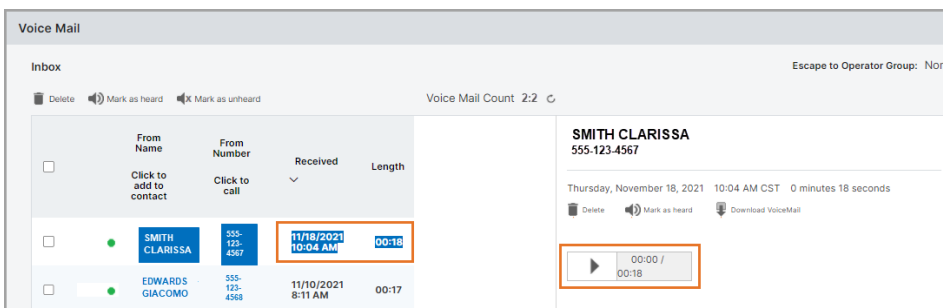 Voice Mail
Inbox
Escape to Operator Group: Nor
Delete Mark as heard Mark as unheard
Voice Mail Count 2:2
From
Name
Click to
add to
contact
From
Number
Click to
call
Received
Length
SMITH
CLARISSA
555-
123-
4567
11/18/2021
10:04 AM
00:18
EDWARDS
GIACOMO
555-
123-
4568
11/10/2021
8:11 AM
00:17
SMITH CLARISSA
555-123-4567
Thursday, November 18, 2021 10:04 AM CST 0 minutes 18 seconds
Delete Mark as heard Download VoiceMail
00:00 /
00:18